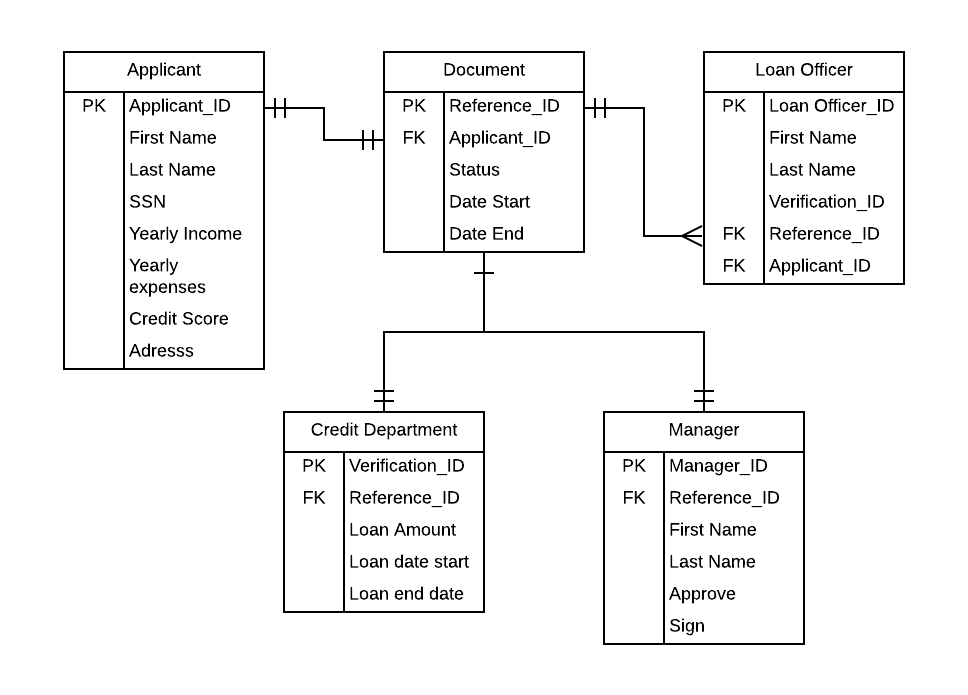 Applicant
PK Applicant_ID
First Name
Last Name
SSN
Yearly Income
Yearly
expenses
Credit Score
Adresss
Document
PK Reference_ID
FK Applicant_ID
Status
Date Start
Date End
Loan Officer
PK Loan Officer_ID
First Name
Last Name
Verification_ID
FK Reference_ID
FK Applicant_ID
Credit Department
PK Verification_ID
FK Reference_ID
Loan Amount
Loan date start
Loan end date
Manager
PK Manager_ID
FK Reference_ID
First Name
Last Name
Approve
Sign